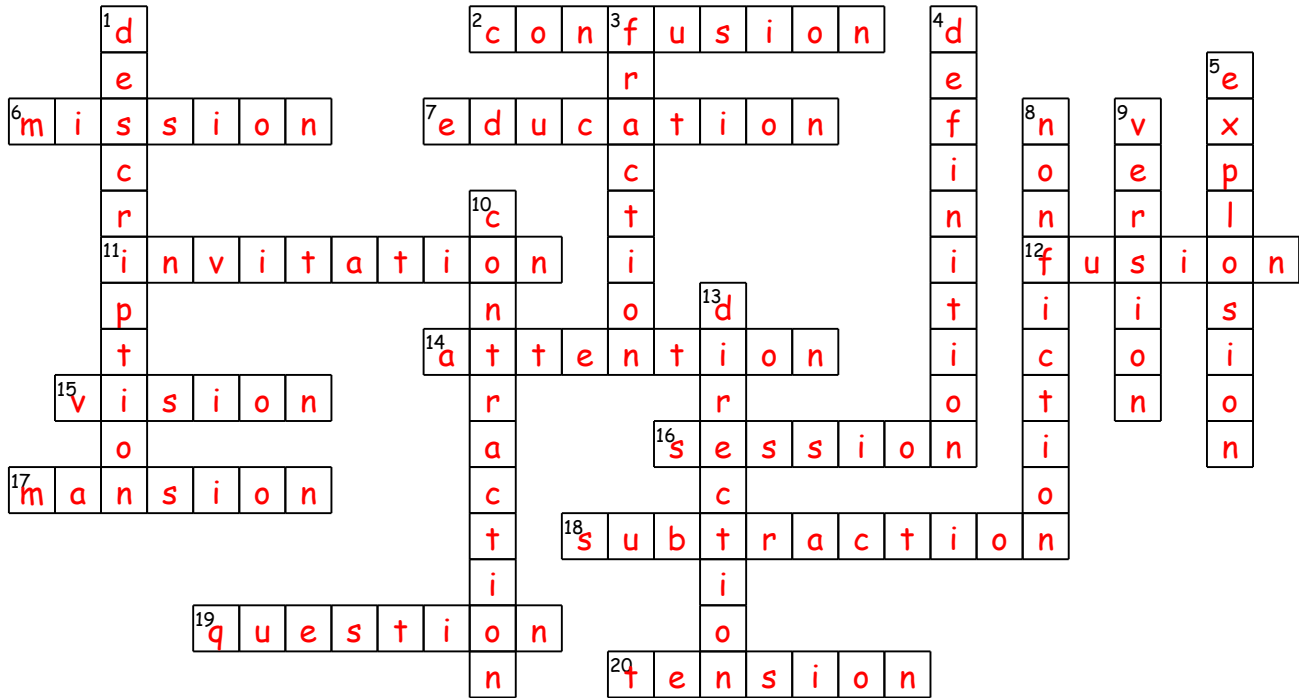 1 description
2 confusion
3 fraction
4 definition
5 explosion
6 mission
7 education
8 nonfiction
9 version
10 contraction
11 invitation
12 fusion
13 direction
14 attention
15 vision
16 session
17 mansion
18 subtraction
19 question
20 tension